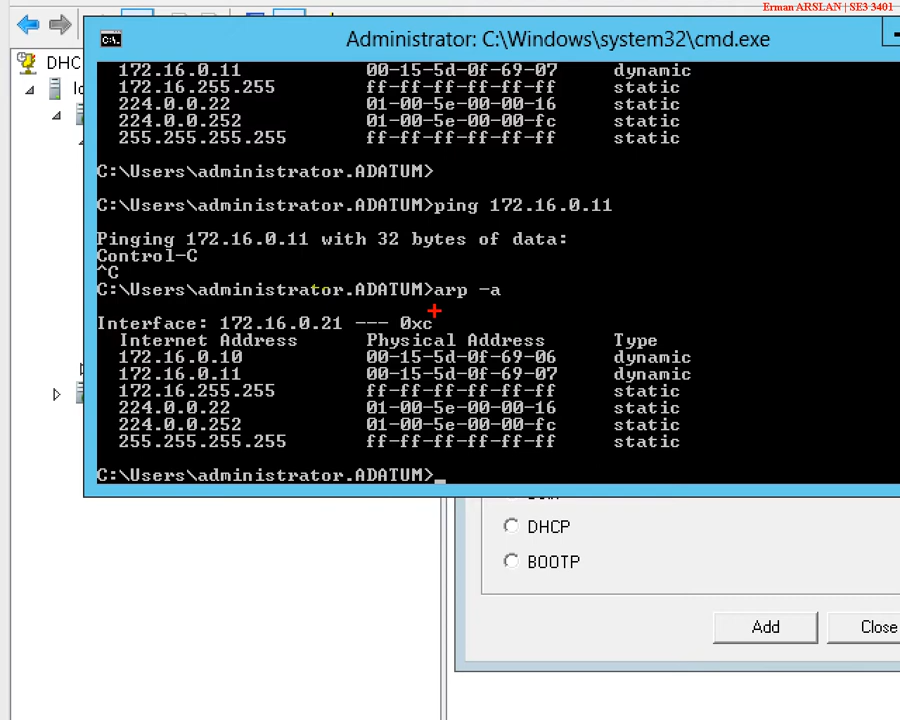 Erman ARSLAN | SE3 3401
Administrator: C:\Windows\system32\cmd.exe
DHC
172.16.0.11 00-15-5d-0f-69-07 dynamic
172.16.255.255 ff-ff-ff-ff-ff-ff static
224.0.0.22 01-00-5e-00-00-16 static
224.0.0.252 01-00-5e-00-00-fc static
255.255.255.255 ff-ff-ff-ff-ff-ff static
C:\Users\administrator.ADATUM>
C:\Users\administrator.ADATUM>ping 172.16.0.11
Pinging 172.16.0.11 with 32 bytes of data:
Control-C
^C
C:\Users\administrator.ADATUM>arp -a
Interface: 172.16.0.21 --- 0xc
Internet Address Physical Address Type
172.16.0.10 00-15-5d-0f-69-06 dynamic
172.16.0.11 00-15-5d-0f-69-07 dynamic
172.16.255.255 ff-ff-ff-ff-ff-ff static
224.0.0.22 01-00-5e-00-00-16 static
224.0.0.252 01-00-5e-00-00-fc static
255.255.255.255 ff-ff-ff-ff-ff-ff static
C:\Users\administrator.ADATUM>_
DHCP
BOOTP
Add
Close